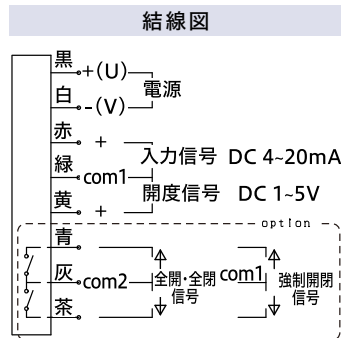 結線図
黒 +(U)
電源
白 -(V)
赤 +
入力信号 DC 4~20mA
緑 com1
開度信号 DC 1~5V
黄 +
option
青
灰 com2 全開・全閉信号 com1 強制開閉信号
茶